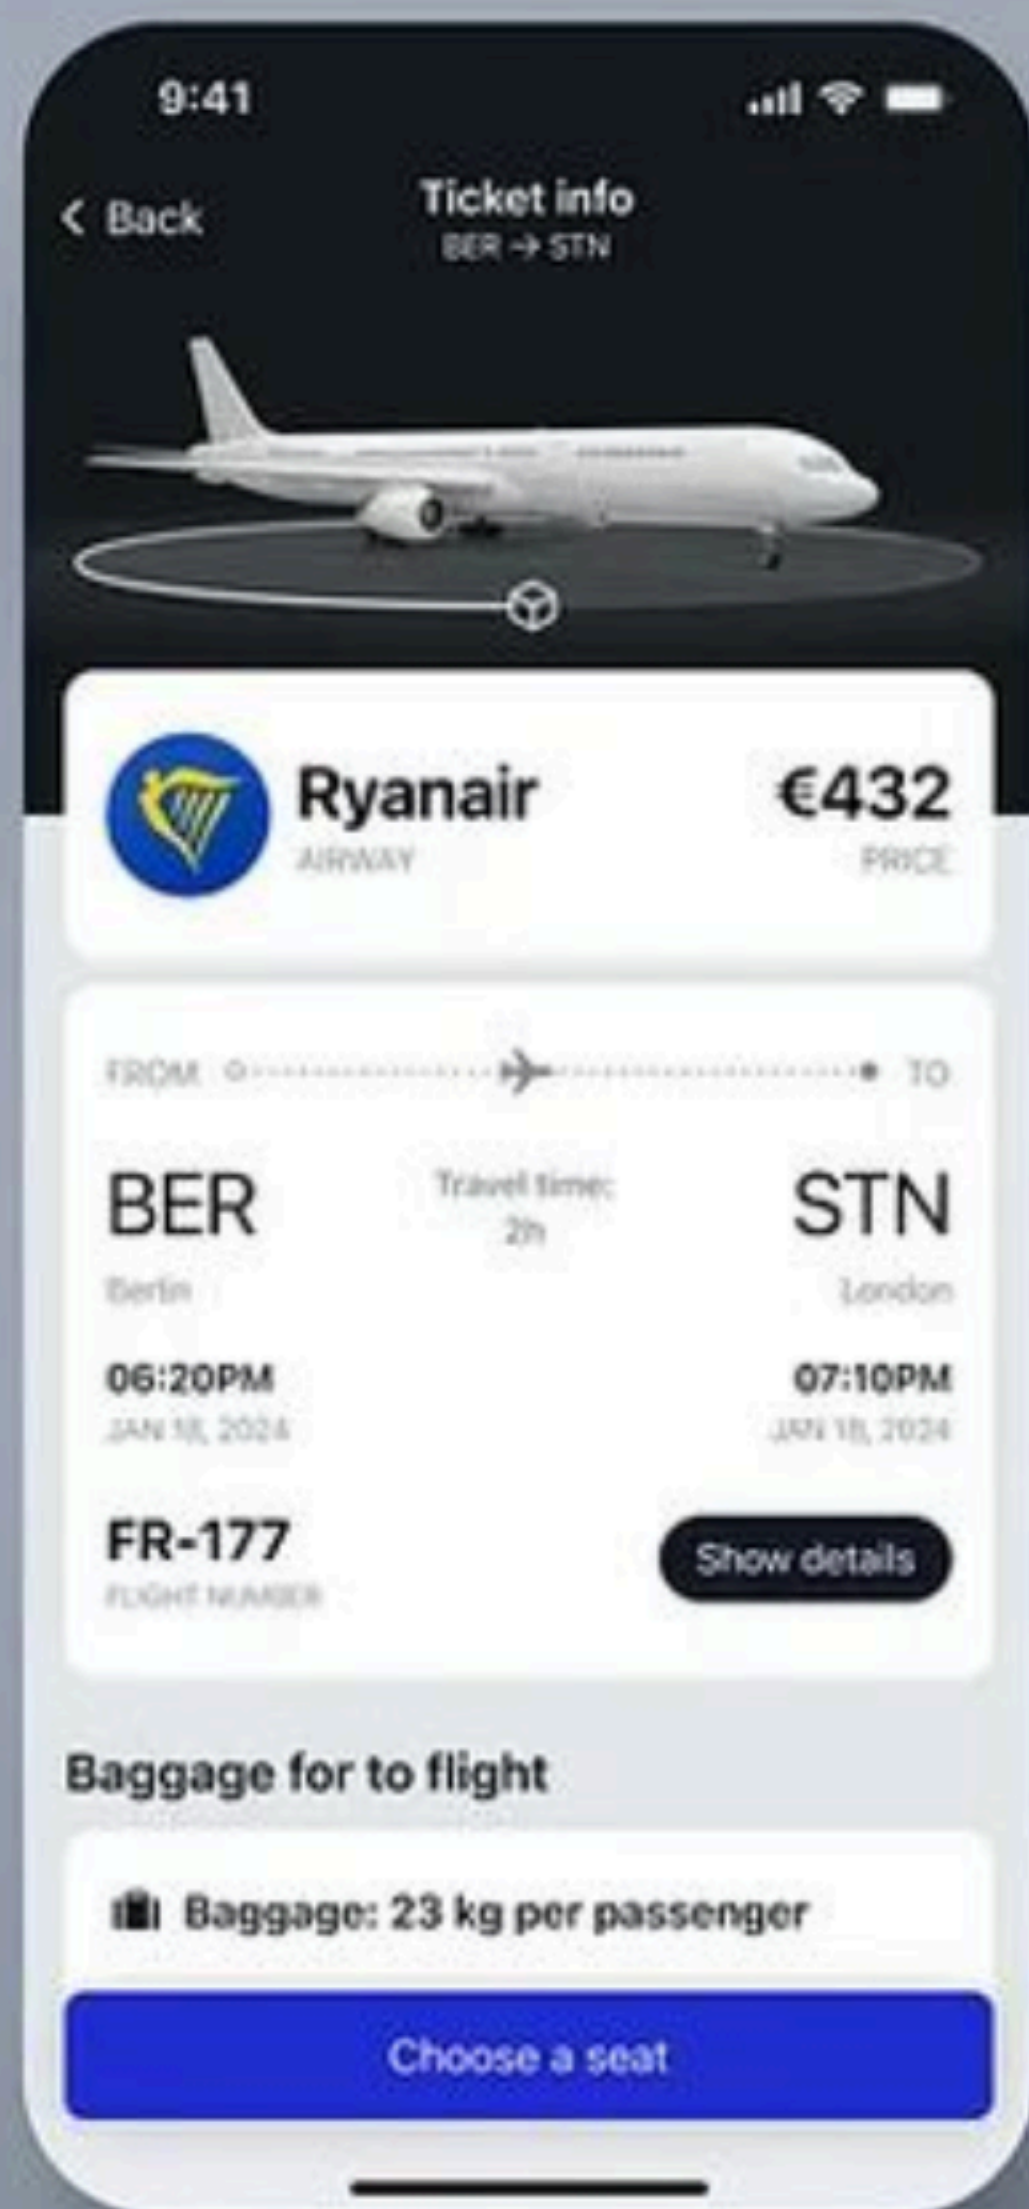 9:41
Back
Ticket info
BER → STN
Ryanair
€432
AIRWAY
PRICE
FROM
TO
BER
Travel time:
2h
STN
Berlin
London
06:20PM
07:10PM
JAN 18, 2024
JAN 18, 2024
FR-177
Show details
FLIGHT NUMBER
Baggage for to flight
Baggage: 23 kg per passenger
Choose a seat